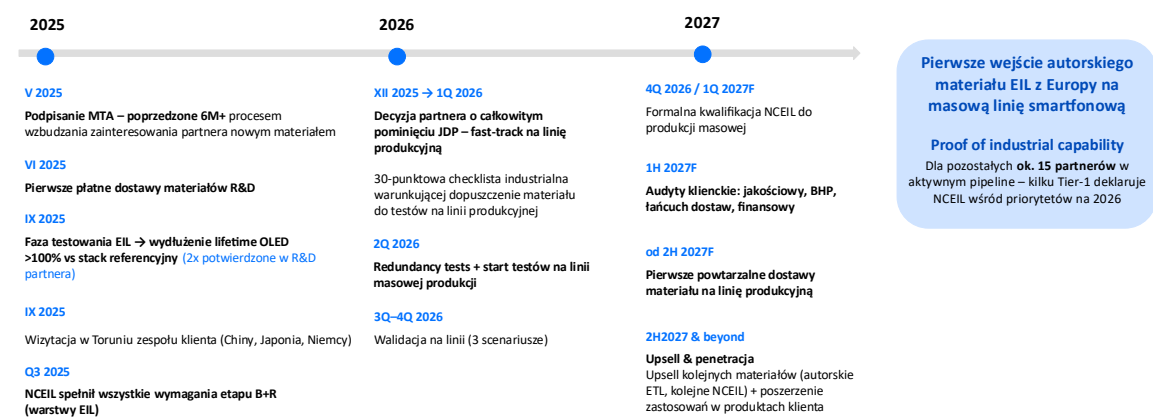 2025
V 2025
Podpisanie MTA – poprzedzone 6M+ procesem
wzbudzania zainteresowania partnera nowym materiałem
VI 2025
Pierwsze płatne dostawy materiałów R&D
IX 2025
Faza testowania EIL → wydłużenie lifetime OLED
>100% vs stack referencyjny (2x potwierdzone w R&D
partnera)
IX 2025
Wizytacja w Toruniu zespołu klienta (Chiny, Japonia, Niemcy)
Q3 2025
NCEIL spełnił wszystkie wymagania etapu B+R
(warstwy EIL)
2026
XII 2025 → 1Q 2026
Decyzja partnera o całkowitym
pominięciu JDP – fast-track na linię
produkcyjną
30-punktowa checklista industrialna
warunkującej dopuszczenie materiału
do testów na linii produkcyjnej
2Q 2026
Redundancy tests + start testów na linii
masowej produkcji
3Q–4Q 2026
Walidacja na linii (3 scenariusze)
2027
4Q 2026 / 1Q 2027F
Formalna kwalifikacja NCEIL do
produkcji masowej
1H 2027F
Audyty klienckie: jakościowy, BHP,
łańcuch dostaw, finansowy
od 2H 2027F
Pierwsze powtarzalne dostawy
materiału na linię produkcyjną
2H2027 & beyond
Upsell & penetracja
Upsell kolejnych materiałów (autorskie
ETL, kolejne NCEIL) + poszerzenie
zastosowań w produktach klienta
Pierwsze wejście autorskiego
materiału EIL z Europy na
masową linię smartfonową
Proof of industrial capability
Dla pozostałych ok. 15 partnerów w
aktywnym pipeline – kilku Tier-1 deklaruje
NCEIL wśród priorytetów na 2026